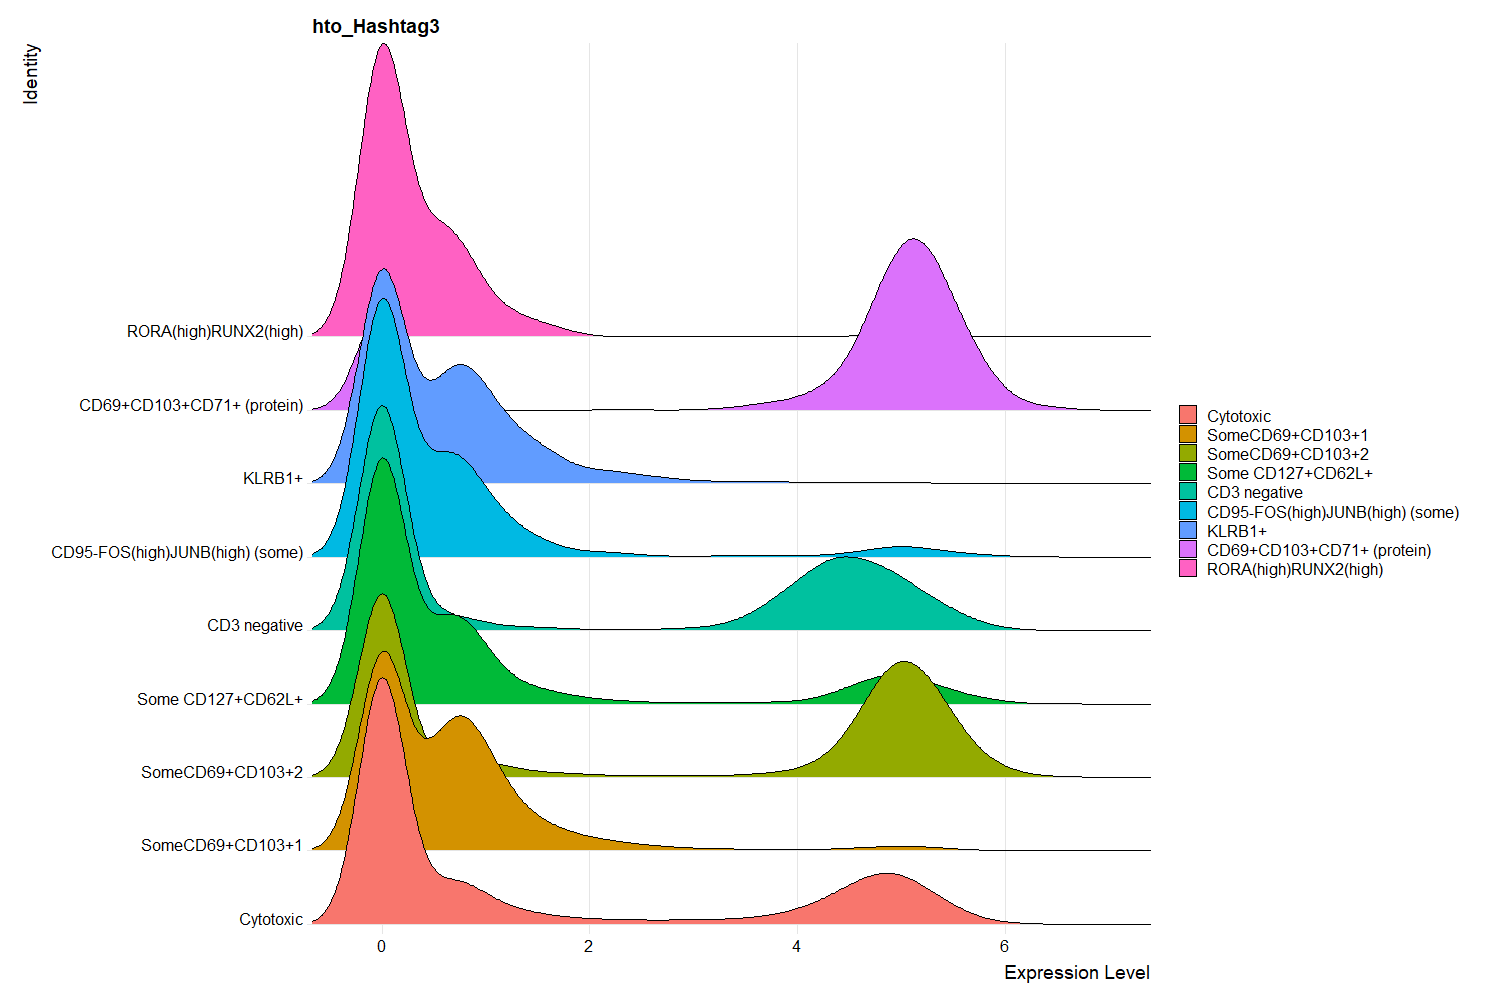 hto_Hashtag3
Identity
RORA(high)RUNX2(high)
CD69+CD103+CD71+ (protein)
KLRB1+
CD95-FOS(high)JUNB(high) (some)
CD3 negative
Some CD127+CD62L+
SomeCD69+CD103+2
SomeCD69+CD103+1
Cytotoxic
0 2 4 6
Expression Level
Cytotoxic
SomeCD69+CD103+1
SomeCD69+CD103+2
Some CD127+CD62L+
CD3 negative
CD95-FOS(high)JUNB(high) (some)
KLRB1+
CD69+CD103+CD71+ (protein)
RORA(high)RUNX2(high)